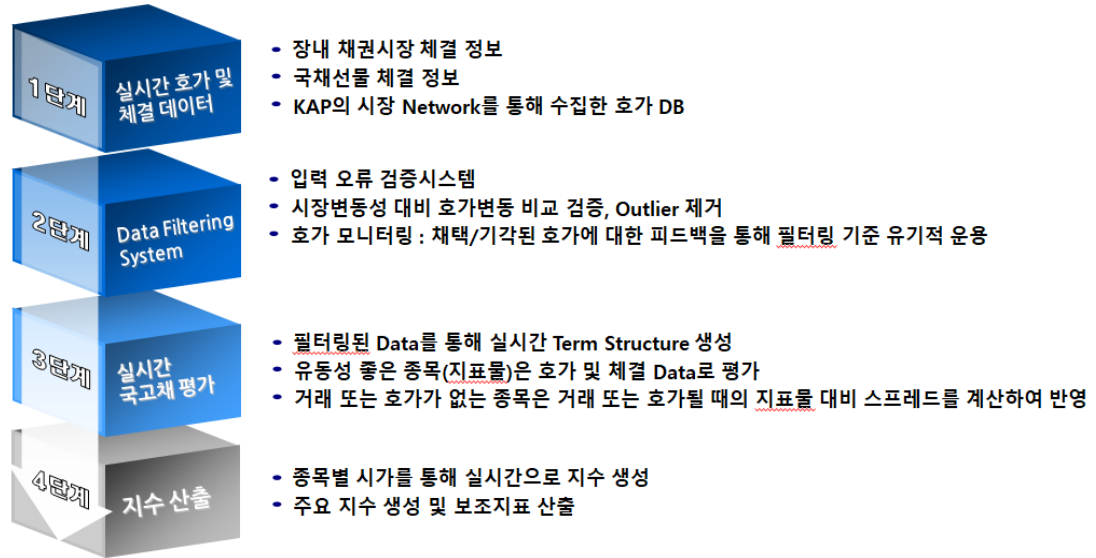 1단계
실시간 호가 및
체결 데이터
• 장내 채권시장 체결 정보
• 국채선물 체결 정보
• KAP의 시장 Network를 통해 수집한 호가 DB
2단계
Data Filtering
System
• 입력 오류 검증시스템
• 시장변동성 대비 호가변동 비교 검증, Outlier 제거
• 호가 모니터링 : 채택/기각된 호가에 대한 피드백을 통해 필터링 기준 유기적 운용
3단계
실시간
국고채 평가
• 필터링된 Data를 통해 실시간 Term Structure 생성
• 유동성 좋은 종목(지표물)은 호가 및 체결 Data로 평가
• 거래 또는 호가가 없는 종목은 거래 또는 호가될 때의 지표물 대비 스프레드를 계산하여 반영
4단계
지수 산출
• 종목별 시가를 통해 실시간으로 지수 생성
• 주요 지수 생성 및 보조지표 산출